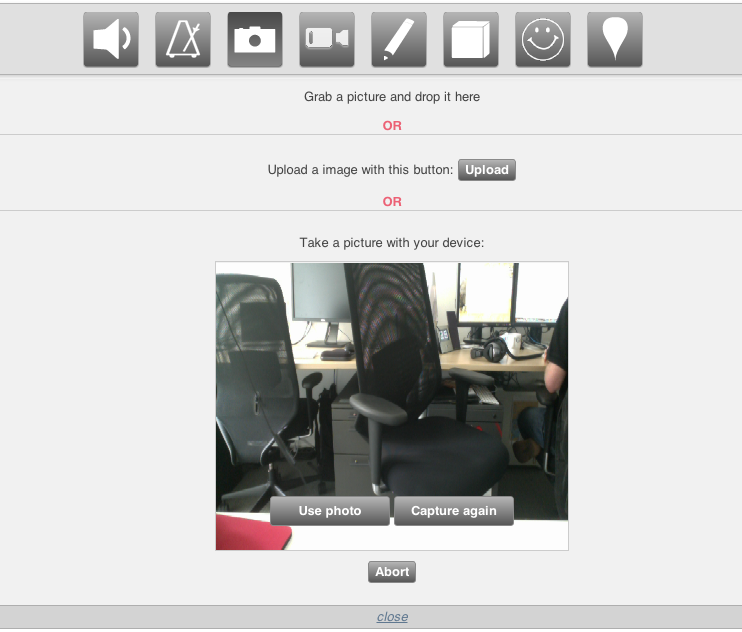 Grab a picture and drop it here
OR
Upload a image with this button: Upload
OR
Take a picture with your device:
Use photo Capture again
Abort
close